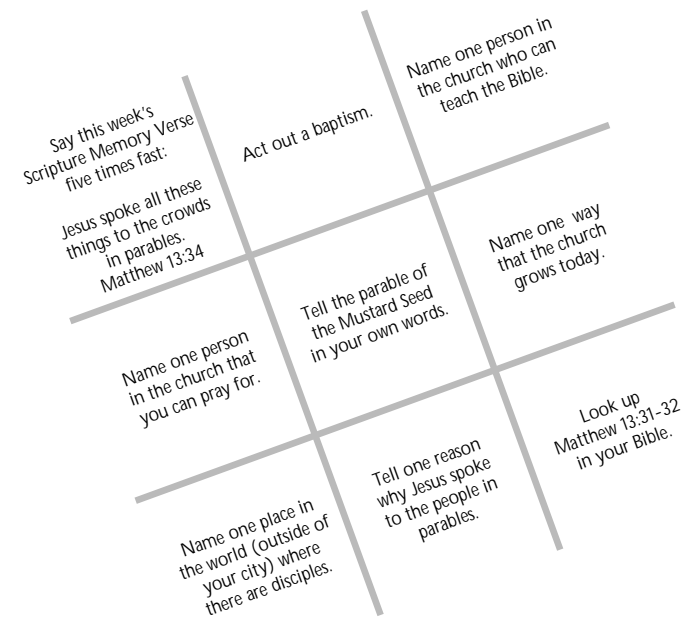 Say this week's
Scripture Memory Verse
five times fast:
Jesus spoke all these
things to the crowds
in parables.
Matthew 13:34
Act out a baptism.
Name one person in
the church who can
teach the Bible.
Name one person
in the church that
you can pray for.
Tell the parable of
the Mustard Seed
in your own words.
Name one way
that the church
grows today.
Name one place in
the world (outside of
your city) where
there are disciples.
Tell one reason
why Jesus spoke
to the people in
parables.
Look up
Matthew 13:31-32
in your Bible.